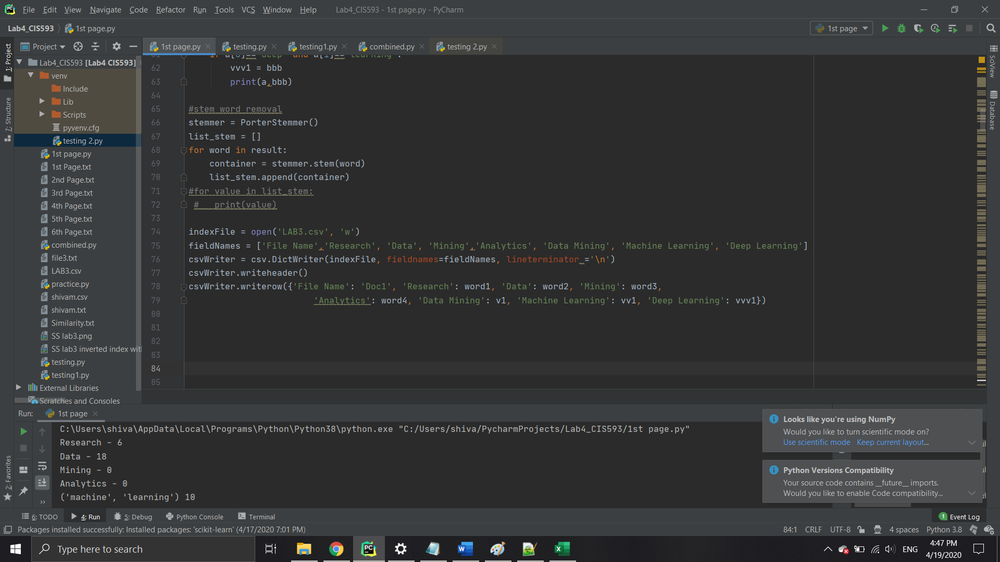 File Edit View Navigate Code Refactor Run Tools VCS Window Help Lab4_CIS593 - 1st page.py - PyCharm
Lab4_CIS593 1st page.py 1st page
1: Project
7: Structure
2: Favorites
Project
1st page.py testing.py testing1.py combined.py testing 2.py
Lab4_CIS593 [Lab4 CIS593]
venv
Include
Lib
Scripts
pyvenv.cfg
testing 2.py
1st page.py
1st Page.txt
2nd Page.txt
3rd Page.txt
4th Page.txt
5th Page.txt
6th Page.txt
combined.py
file3.txt
LAB3.csv
practice.py
shivam.csv
shivam.txt
Similarity.txt
SS lab3.png
SS lab3 inverted index wit
testing.py
testing1.py
External Libraries
Scratches and Consoles
61 if a[0]=='deep' and a[1]=='learning':
62 vvv1 = bbb
63 print(a,bbb)
64
65 #stem word removal
66 stemmer = PorterStemmer()
67 list_stem = []
68 for word in result:
69 container = stemmer.stem(word)
70 list_stem.append(container)
71 #for value in list_stem:
72 # print(value)
73
74 indexFile = open('LAB3.csv', 'w')
75 fieldNames = ['File Name','Research', 'Data', 'Mining','Analytics', 'Data Mining', 'Machine Learning', 'Deep Learning']
76 csvWriter = csv.DictWriter(indexFile, fieldnames=fieldNames, lineterminator ='\n')
77 csvWriter.writeheader()
78 csvWriter.writerow({'File Name': 'Doc1', 'Research': word1, 'Data': word2, 'Mining': word3,
79 'Analytics': word4, 'Data Mining': v1, 'Machine Learning': vv1, 'Deep Learning': vvv1})
80
81
82
83
84
85
SciView
Database
Run: 1st page
C:\Users\shiva\AppData\Local\Programs\Python\Python38\python.exe "C:/Users/shiva/PycharmProjects/Lab4_CIS593/1st page.py"
Research - 6
Data - 18
Mining - 0
Analytics - 0
('machine', 'learning') 10
Looks like you're using NumPy
Would you like to turn scientific mode on?
Use scientific mode Keep current layout...
Python Versions Compatibility
Your source code contains __future__ imports.
Would you like to enable Code compatibility...
6: TODO 4: Run 5: Debug Python Console Terminal 1 Event Log
Packages installed successfully: Installed packages: 'scikit-learn' (4/17/2020 7:01 PM) 84:1 CRLF UTF-8 4 spaces Python 3.8
Type here to search
ENG
4:47 PM
4/19/2020